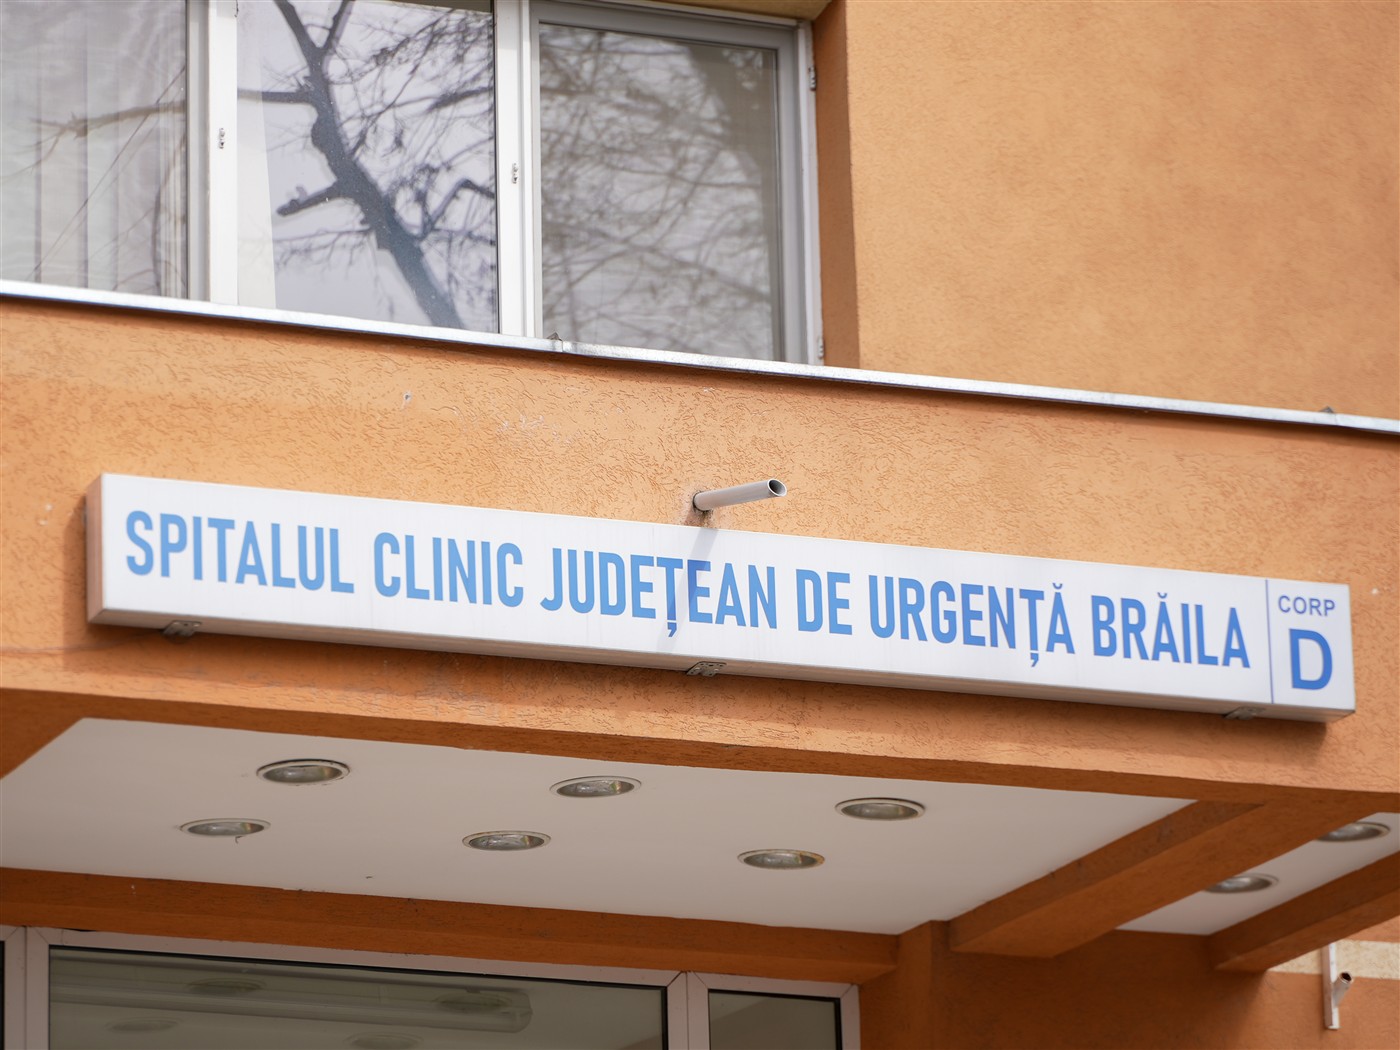 SPITALUL CLINIC JUDEȚEAN DE URGENȚĂ BRĂILA
CORP
D